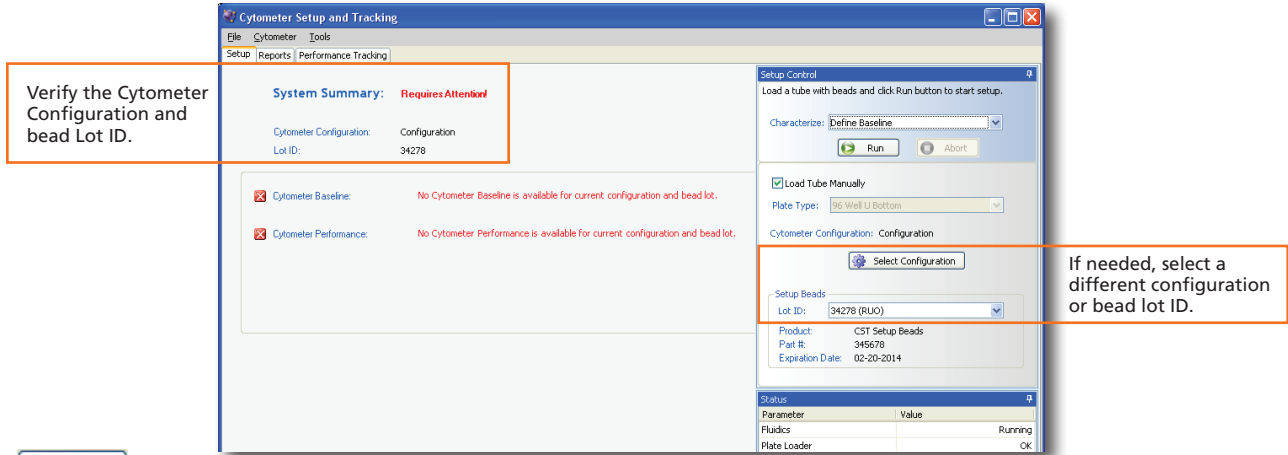 Cytometer Setup and Tracking
File Cytometer Tools
Setup Reports Performance Tracking
Verify the Cytometer
Configuration and
bead Lot ID.
System Summary: Requires Attention!
Cytometer Configuration: Configuration
Lot ID: 34278
Cytometer Baseline: No Cytometer Baseline is available for current configuration and bead lot.
Cytometer Performance: No Cytometer Performance is available for current configuration and bead lot.
Setup Control
Load a tube with beads and click Run button to start setup.
Characterize: Define Baseline
Run Abort
Load Tube Manually
Plate Type: 96 Well U Bottom
Cytometer Configuration: Configuration
Select Configuration
If needed, select a
different configuration
or bead lot ID.
Setup Beads
Lot ID: 34278 (RUO)
Product: CST Setup Beads
Part #: 345678
Expiration Date: 02-20-2014
Status
Parameter Value
Fluidics Running
Plate Loader OK